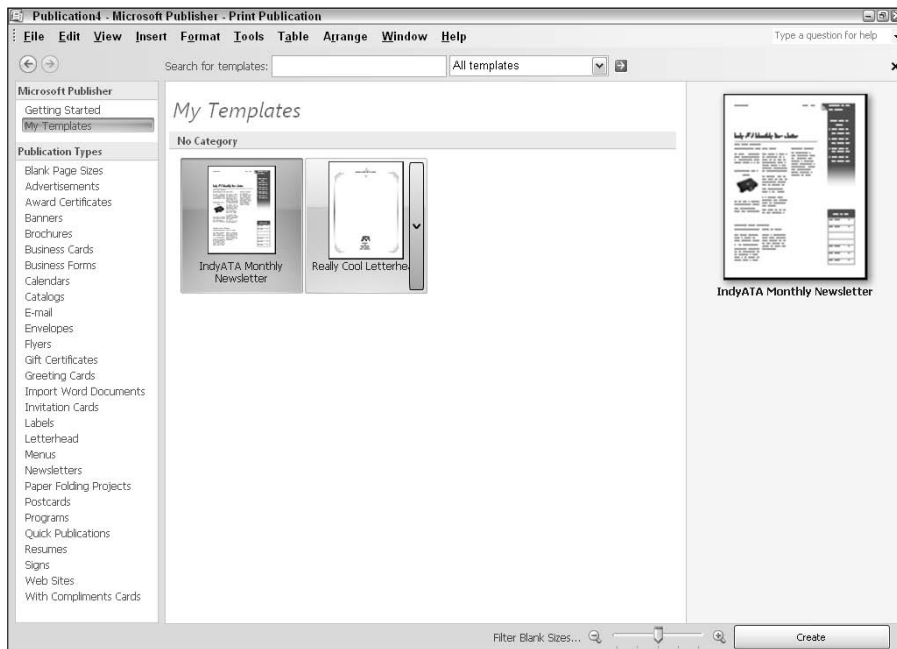 Publication4 - Microsoft Publisher - Print Publication
File Edit View Insert Format Tools Table Arrange Window Help
Type a question for help
Search for templates:
All templates
Microsoft Publisher
Getting Started
My Templates
Publication Types
Blank Page Sizes
Advertisements
Award Certificates
Banners
Brochures
Business Cards
Business Forms
Calendars
Catalogs
E-mail
Envelopes
Flyers
Gift Certificates
Greeting Cards
Import Word Documents
Invitation Cards
Labels
Letterhead
Menus
Newsletters
Paper Folding Projects
Postcards
Programs
Quick Publications
Resumes
Signs
Web Sites
With Compliments Cards
My Templates
No Category
IndyATA Monthly
Newsletter
Really Cool Letterhea
IndyATA Monthly Newsletter
Filter Blank Sizes...
Create